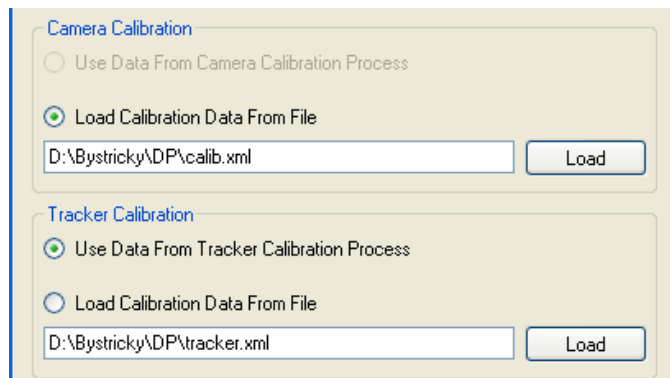 Camera Calibration
Use Data From Camera Calibration Process
Load Calibration Data From File
D:\Bystricky\DP\calib.xml Load
Tracker Calibration
Use Data From Tracker Calibration Process
Load Calibration Data From File
D:\Bystricky\DP\tracker.xml Load